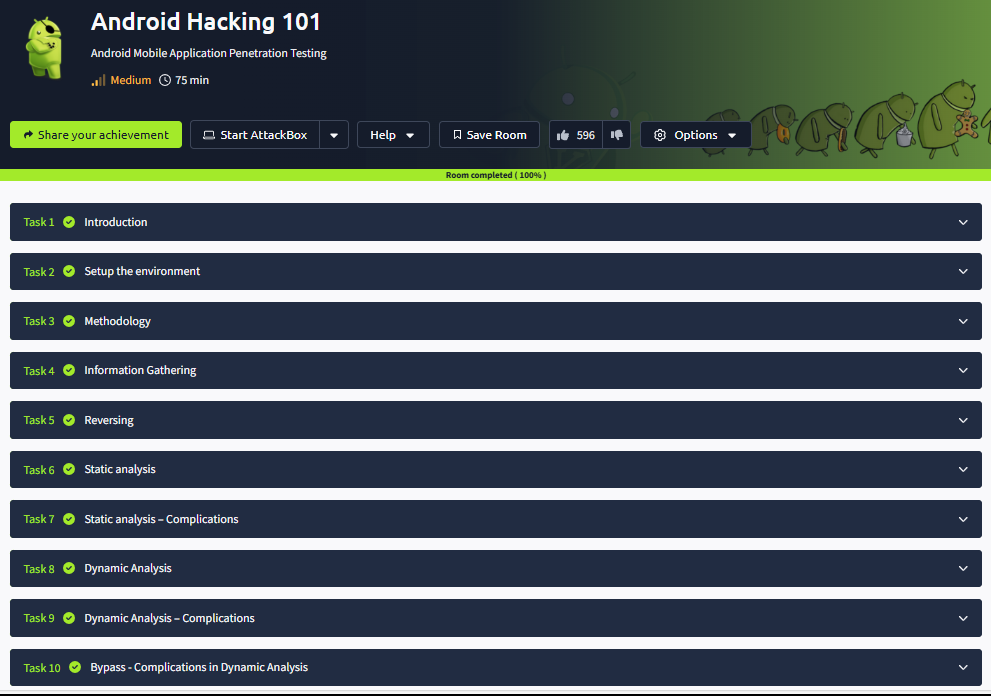 Android Hacking 101
Android Mobile Application Penetration Testing
Medium 75 min
Share your achievement Start AttackBox Help Save Room 596 Options
Room completed ( 100% )
Task 1 Introduction
Task 2 Setup the environment
Task 3 Methodology
Task 4 Information Gathering
Task 5 Reversing
Task 6 Static analysis
Task 7 Static analysis – Complications
Task 8 Dynamic Analysis
Task 9 Dynamic Analysis – Complications
Task 10 Bypass - Complications in Dynamic Analysis